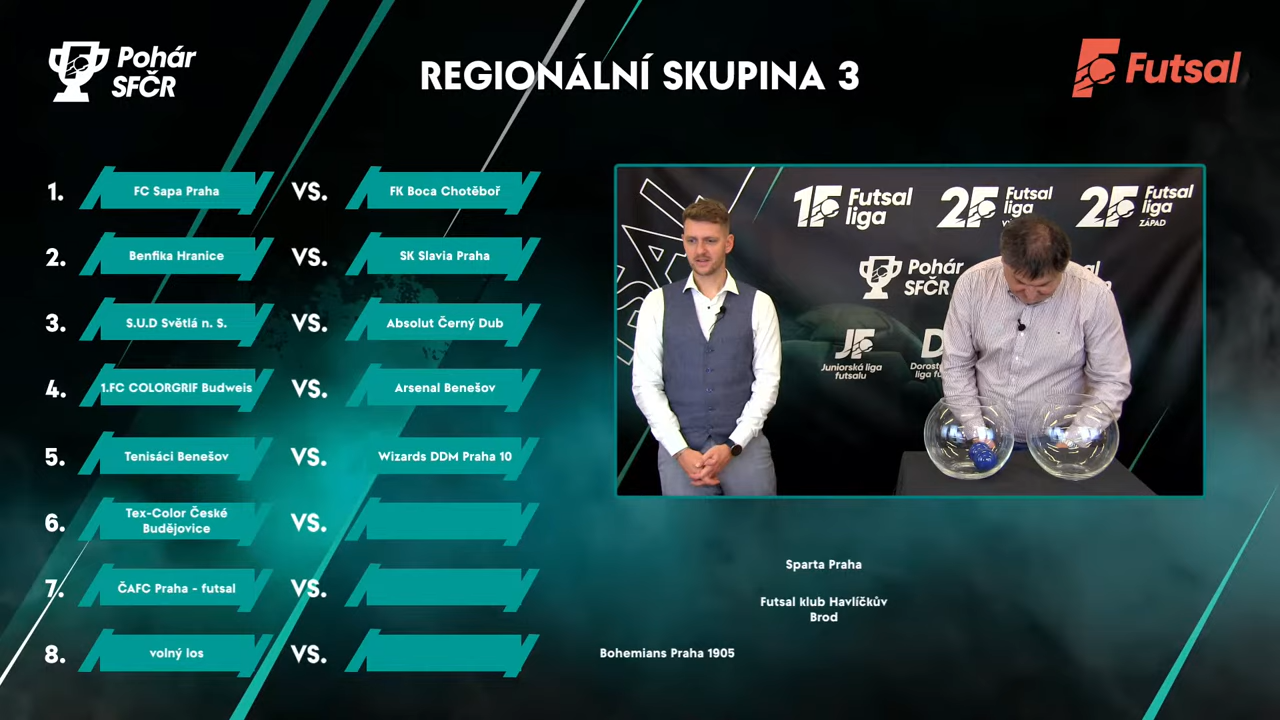 Pohár
SFČR
REGIONÁLNÍ SKUPINA 3
Futsal
1.
FC Sapa Praha
VS.
FK Boca Chotěboř
2.
Benfika Hranice
VS.
SK Slavia Praha
3.
S.U.D Světlá n. S.
VS.
Absolut Černý Dub
4.
1.FC COLORGRIF Budweis
VS.
Arsenal Benešov
5.
Tenisáci Benešov
VS.
Wizards DDM Praha 10
6.
Tex-Color České
Budějovice
VS.
7.
ČAFC Praha - futsal
VS.
8.
volný los
VS.
1F Futsal
liga
2F Futsal
liga
2F Futsal
liga
ZÁPAD
Pohár
SFČR
JF
Juniorská liga
futsalu
Sparta Praha
Futsal klub Havlíčkův
Brod
Bohemians Praha 1905